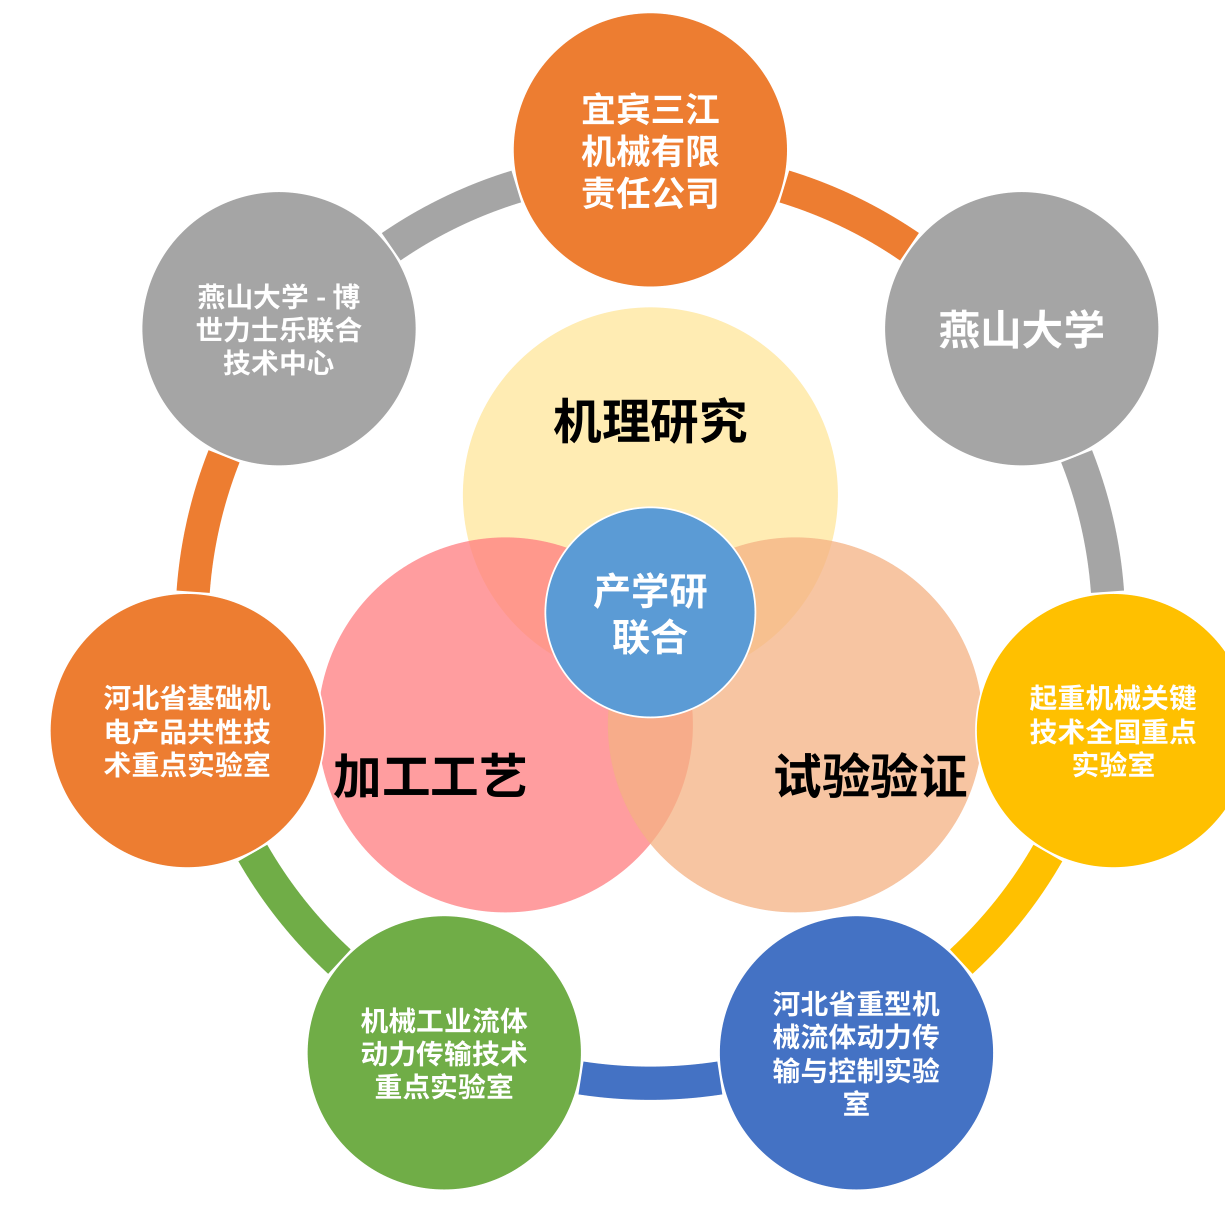 宜宾三江
机械有限
责任公司
燕山大学 - 博
世力士乐联合
技术中心
燕山大学
机理研究
产学研
联合
河北省基础机
电产品共性技
术重点实验室
加工工艺
试验验证
起重机械关键
技术全国重点
实验室
机械工业流体
动力传输技术
重点实验室
河北省重型机
械流体动力传
输与控制实验
室